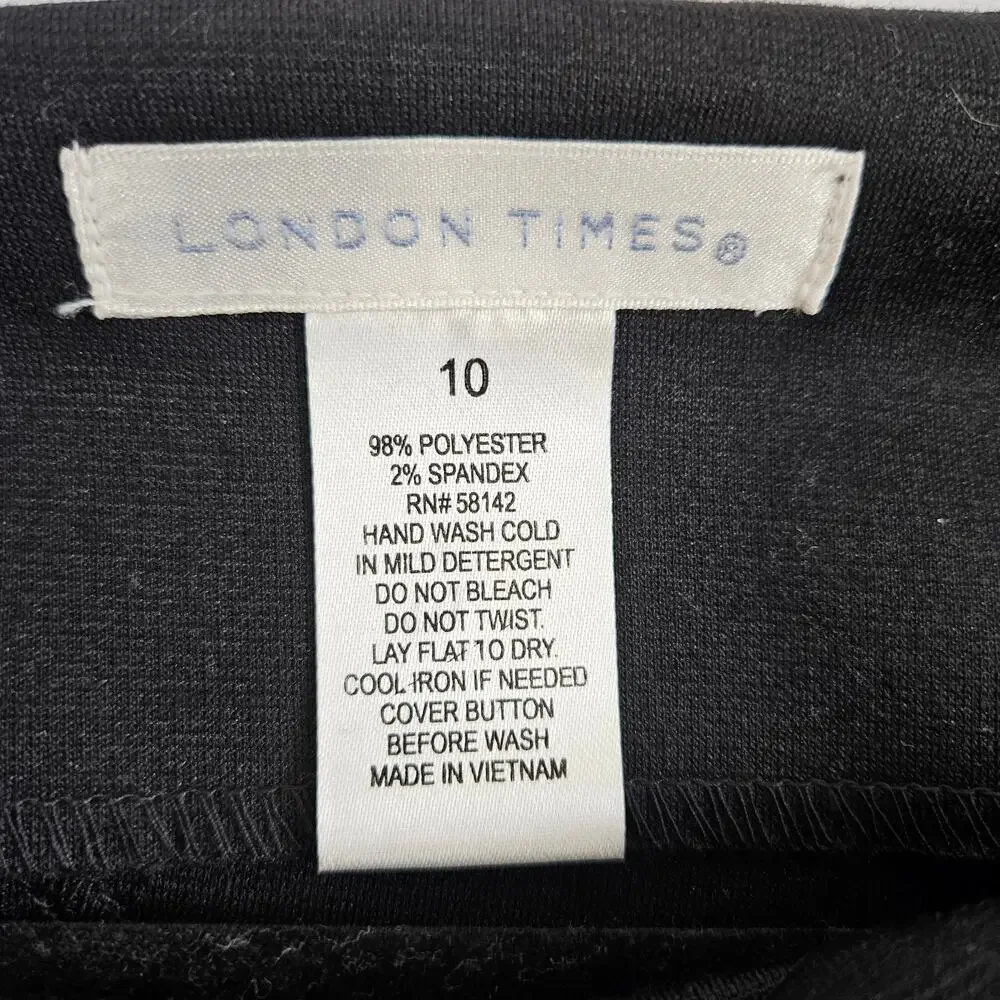 LONDON TIMES®
10
98% POLYESTER
2% SPANDEX
RN# 58142
HAND WASH COLD
IN MILD DETERGENT
DO NOT BLEACH
DO NOT TWIST.
LAY FLAT TO DRY.
COOL IRON IF NEEDED
COVER BUTTON
BEFORE WASH
MADE IN VIETNAM